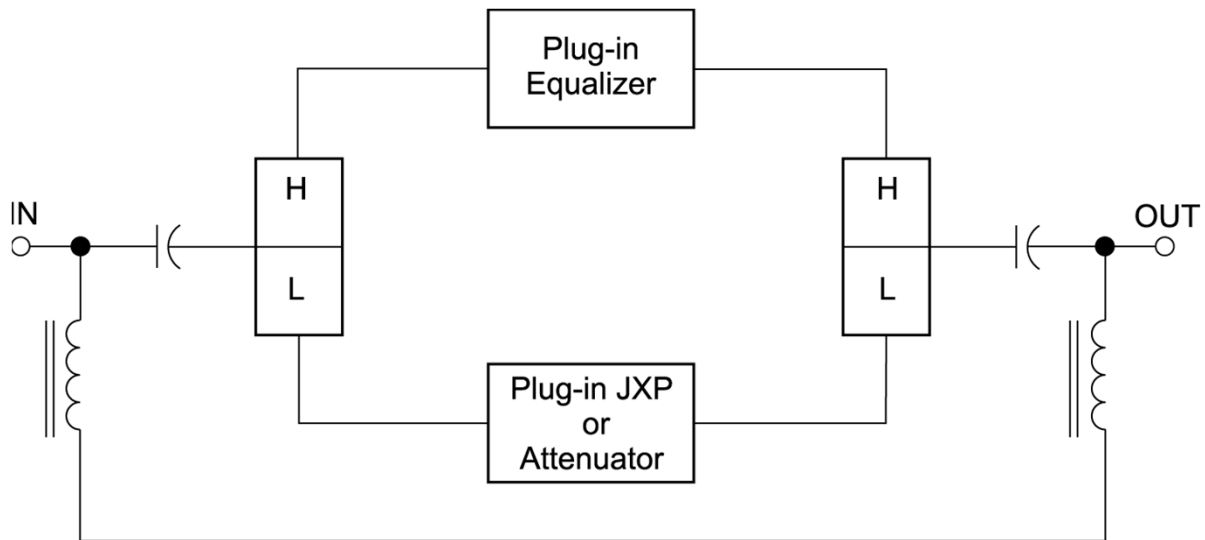 Plug-in
Equalizer
H
H
IN
OUT
L
L
Plug-in JXP
or
Attenuator